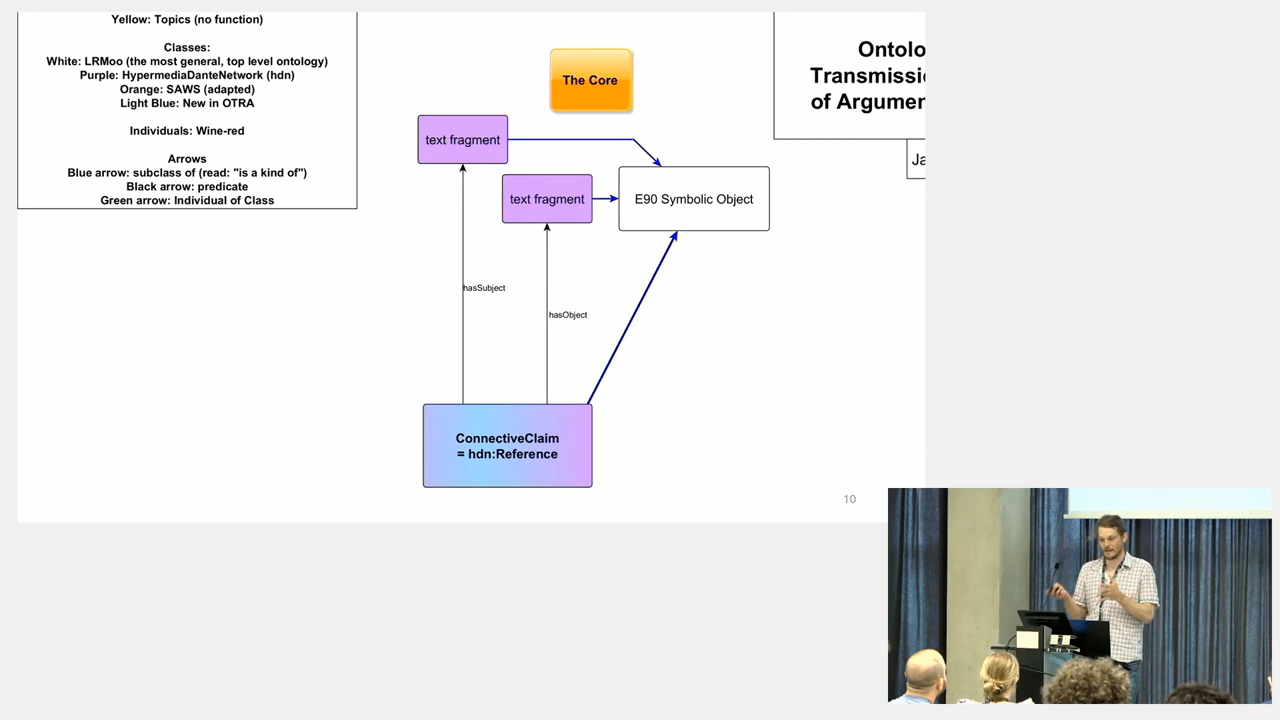 Yellow: Topics (no function)
Classes:
White: LRMoo (the most general, top level ontology)
Purple: HypermediaDanteNetwork (hdn)
Orange: SAWS (adapted)
Light Blue: New in OTRA
Individuals: Wine-red
Arrows
Blue arrow: subclass of (read: "is a kind of")
Black arrow: predicate
Green arrow: Individual of Class
The Core
text fragment
text fragment
E90 Symbolic Object
hasSubject
hasObject
ConnectiveClaim
= hdn:Reference
Ontolo
Transmissi
of Argumen
Ja
10